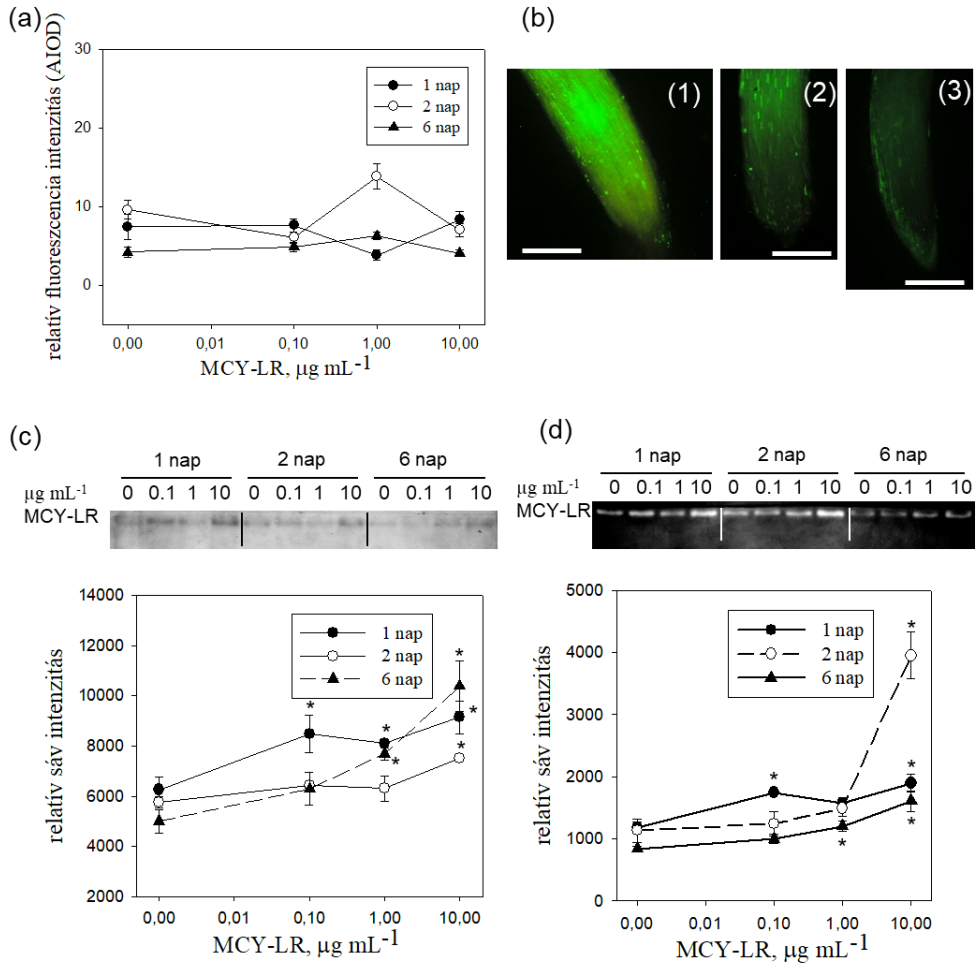 (a)
relatív fluoreszcencia intenzitás (AIOD)
30
20
10
0
1 nap
2 nap
6 nap
0,00 0,01 0,10 1,00 10,00
MCY-LR, µg mL-1
(b)
(1)
(2)
(3)
(c)
1 nap 2 nap 6 nap
µg mL-1 0 0.1 1 10 0 0.1 1 10 0 0.1 1 10
MCY-LR
relatív sáv intenzitás
14000
12000
10000
8000
6000
4000
2000
1 nap
2 nap
6 nap
* * * * * *
0,00 0,01 0,10 1,00 10,00
MCY-LR, µg mL-1
(d)
1 nap 2 nap 6 nap
µg mL-1 0 0.1 1 10 0 0.1 1 10 0 0.1 1 10
MCY-LR
relatív sáv intenzitás
5000
4000
3000
2000
1000
0
1 nap
2 nap
6 nap
* * * * *
0,00 0,01 0,10 1,00 10,00
MCY-LR, µg mL-1